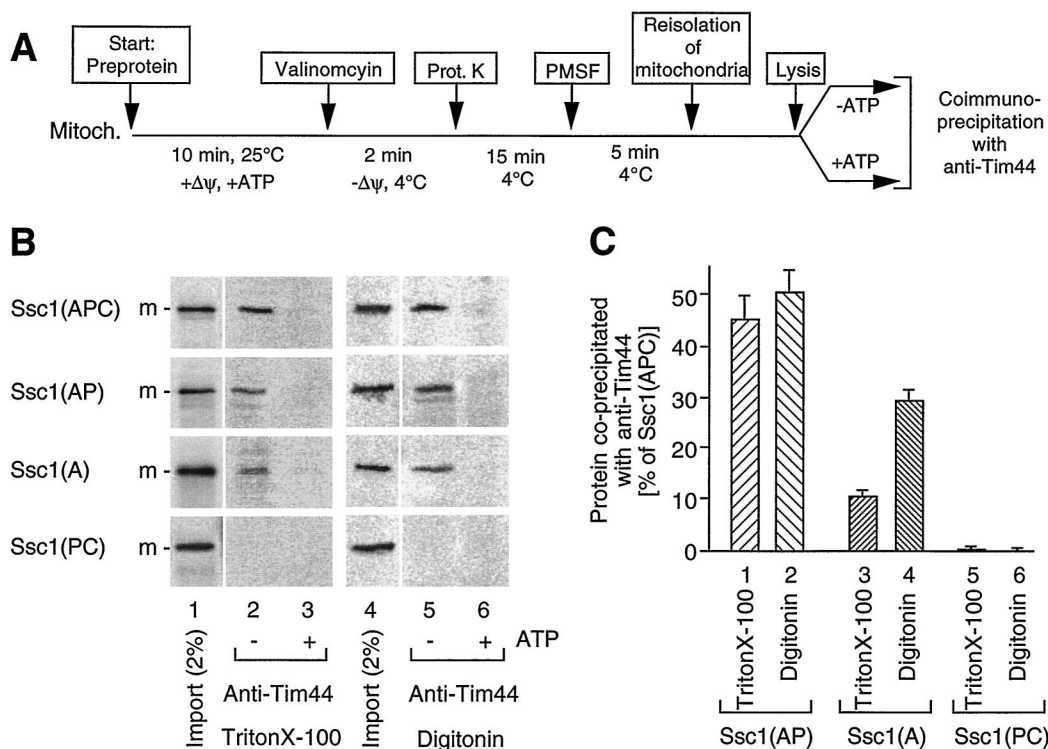 A
Start:
Preprotein
Valinomcyin
Prot. K
PMSF
Reisolation
of
mitochondria
Lysis
Mitoch.
10 min, 25°C
+Δψ, +ATP
2 min
-Δψ, 4°C
15 min
4°C
5 min
4°C
-ATP
+ATP
Coimmuno-
precipitation
with
anti-Tim44
B
Ssc1(APC) m -
Ssc1(AP) m -
Ssc1(A) m -
Ssc1(PC) m -
1 2 3 4 5 6
- + - + ATP
Import (2%)
Anti-Tim44
TritonX-100
Import (2%)
Anti-Tim44
Digitonin
C
Protein co-precipitated
with anti-Tim44
[% of Ssc1(APC)]
50
40
30
20
10
0
1 2 3 4 5 6
TritonX-100
Digitonin
TritonX-100
Digitonin
TritonX-100
Digitonin
Ssc1(AP) Ssc1(A) Ssc1(PC)